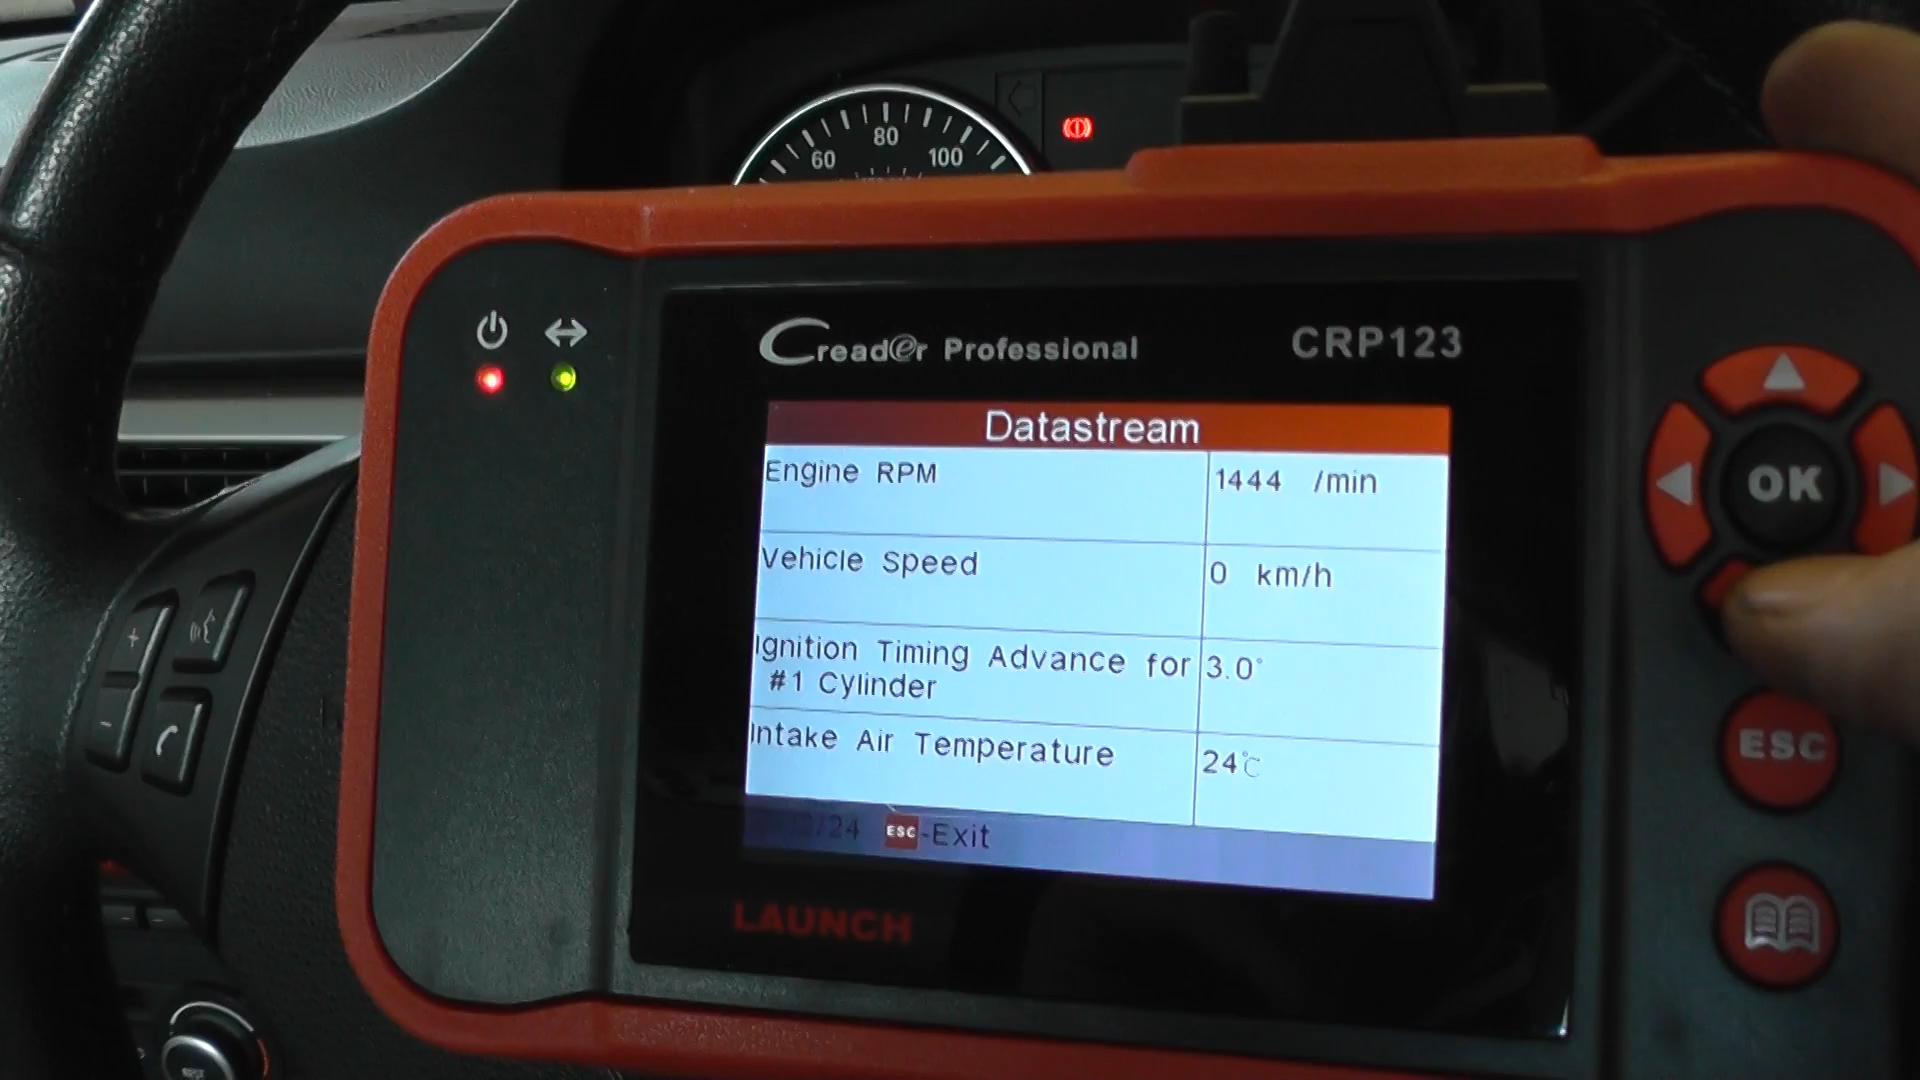 60 80 100
Creader Professional CRP123
Datastream
Engine RPM 1444 /min
Vehicle Speed 0 km/h
Ignition Timing Advance for 3.0°
#1 Cylinder
Intake Air Temperature 24℃
/24 ESC -Exit
LAUNCH
OK
ESC
+
-